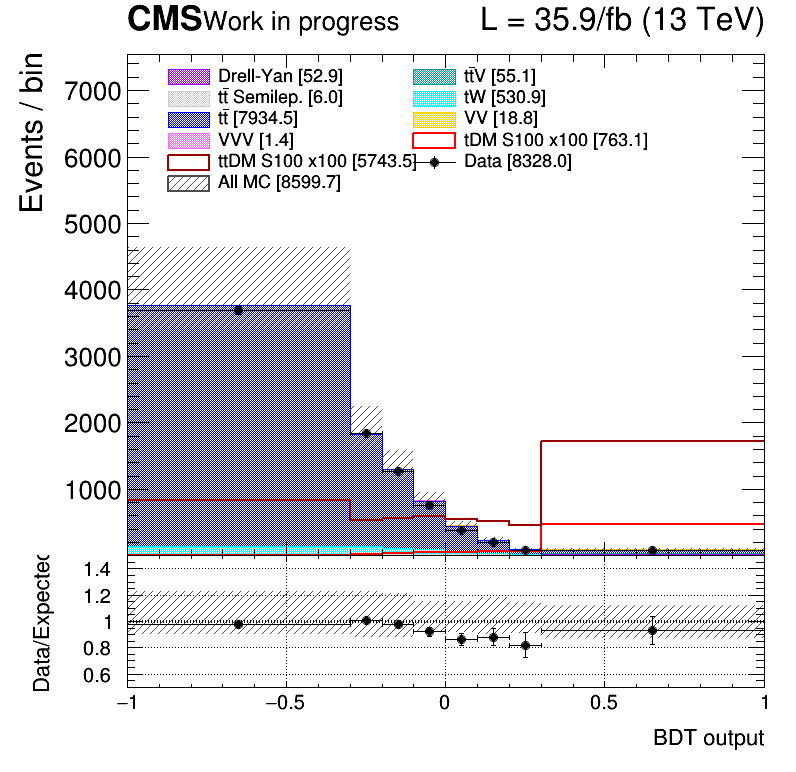 CMS Work in progress L = 35.9/fb (13 TeV)
Events / bin
7000
6000
5000
4000
3000
2000
1000
Drell-Yan [52.9]
tt̄V [55.1]
tt̄ Semilep. [6.0]
tW [530.9]
tt̄ [7934.5]
VV [18.8]
VVV [1.4]
tDM S100 x100 [763.1]
ttDM S100 x100 [5743.5]
Data [8328.0]
All MC [8599.7]
Data/Expected
1.4
1.2
1
0.8
0.6
−1 −0.5 0 0.5 1
BDT output